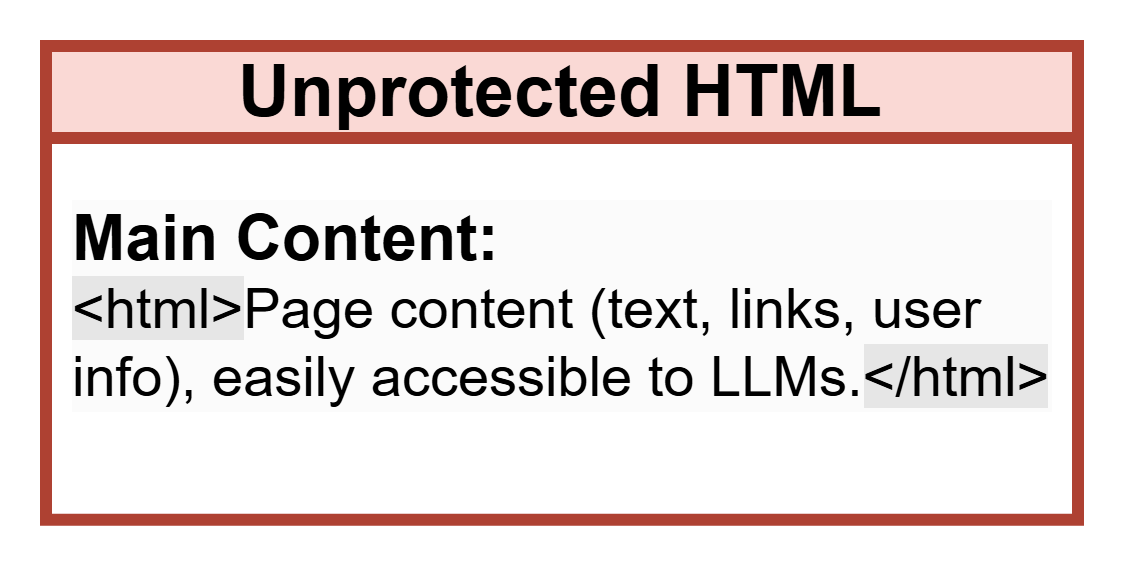 Unprotected HTML
Main Content:
<html>Page content (text, links, user
info), easily accessible to LLMs.</html>